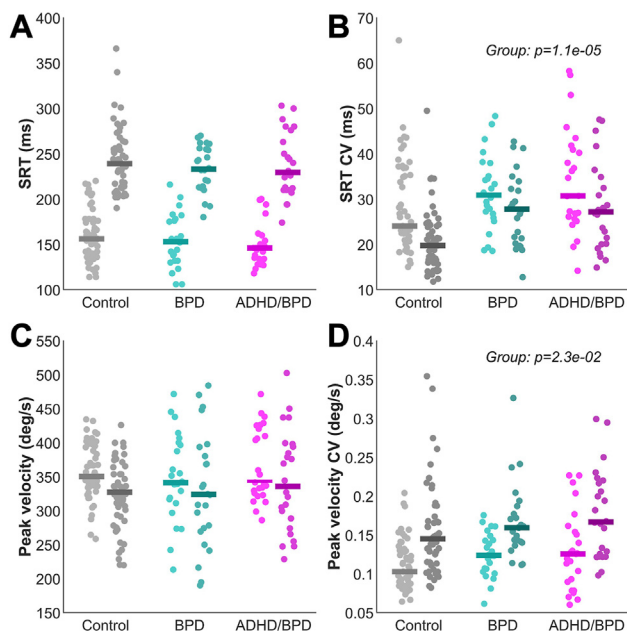 A
SRT (ms)
400
350
300
250
200
150
100
Control
BPD
ADHD/BPD
B
SRT CV (ms)
70
60
50
40
30
20
10
Group: p=1.1e-05
Control
BPD
ADHD/BPD
C
Peak velocity (deg/s)
550
500
450
400
350
300
250
200
150
Control
BPD
ADHD/BPD
D
Peak velocity CV (deg/s)
0.4
0.35
0.3
0.25
0.2
0.15
0.1
0.05
Group: p=2.3e-02
Control
BPD
ADHD/BPD